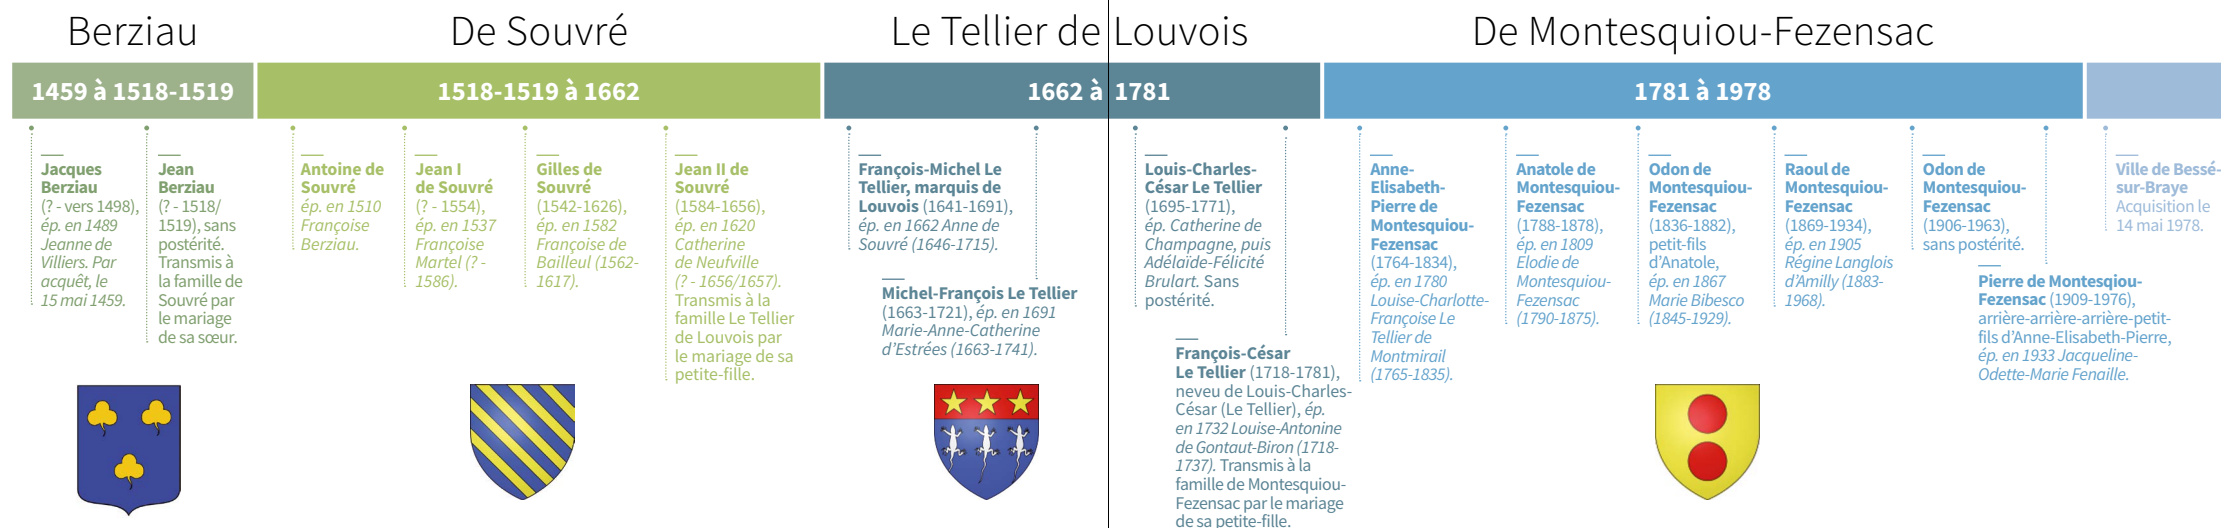 Berziau
1459 à 1518-1519
Jacques
Berziau
(? - vers 1498),
ép. en 1489
Jeanne de
Villiers. Par
acquêt, le
15 mai 1459.
Jean
Berziau
(? - 1518/
1519), sans
postérité.
Transmis à
la famille de
Souvré par
le mariage
de sa sœur.
De Souvré
1518-1519 à 1662
Antoine de
Souvré
ép. en 1510
Françoise
Berziau.
Jean I
de Souvré
(? - 1554),
ép. en 1537
Françoise
Martel (? -
1586).
Gilles de
Souvré
(1542-1626),
ép. en 1582
Françoise de
Bailleul (1562-
1617).
Jean II de
Souvré
(1584-1656),
ép. en 1620
Catherine
de Neufville
(? - 1656/1657).
Transmis à la
famille Le Tellier
de Louvois par
le mariage de sa
petite-fille.
Le Tellier de Louvois
1662 à 1781
François-Michel Le
Tellier, marquis de
Louvois (1641-1691),
ép. en 1662 Anne de
Souvré (1646-1715).
Michel-François Le Tellier
(1663-1721), ép. en 1691
Marie-Anne-Catherine
d'Estrées (1663-1741).
Louis-Charles-
César Le Tellier
(1695-1771),
ép. Catherine de
Champagne, puis
Adélaïde-Félicité
Brulart. Sans
postérité.
François-César
Le Tellier (1718-1781),
neveu de Louis-Charles-
César (Le Tellier), ép.
en 1732 Louise-Antonine
de Gontaut-Biron (1718-
1737). Transmis à la
famille de Montesquiou-
Fezensac par le mariage
de sa petite-fille.
De Montesquiou-Fezensac
1781 à 1978
Anne-
Elisabeth-
Pierre de
Montesquiou-
Fezensac
(1764-1834),
ép. en 1780
Louise-Charlotte-
Françoise Le
Tellier de
Montmirail
(1765-1835).
Anatole de
Montesquiou-
Fezensac
(1788-1878),
ép. en 1809
Elodie de
Montesquiou-
Fezensac
(1790-1875).
Odon de
Montesquiou-
Fezensac
(1836-1882),
petit-fils
d'Anatole,
ép. en 1867
Marie Bibesco
(1845-1929).
Raoul de
Montesquiou-
Fezensac
(1869-1934),
ép. en 1905
Régine Langlois
d'Amilly (1883-
1968).
Odon de
Montesquiou-
Fezensac
(1906-1963),
sans postérité.
Pierre de Montesqiou-
Fezensac (1909-1976),
arrière-arrière-arrière-petit-
fils d'Anne-Elisabeth-Pierre,
ép. en 1933 Jacqueline-
Odette-Marie Fenaille.
Ville de Bessé-
sur-Braye
Acquisition le
14 mai 1978.